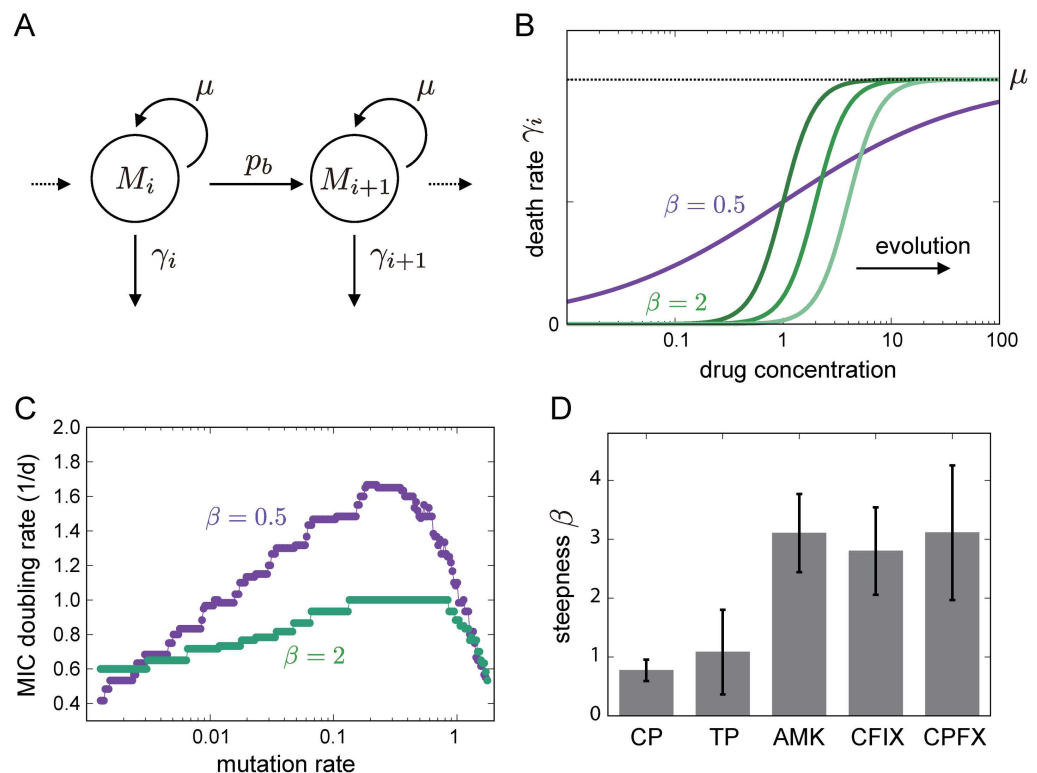 A
μ
μ
M_i
p_b
M_{i+1}
γ_i
γ_{i+1}
B
death rate γ_i
μ
β = 0.5
evolution
β = 2
0
0.1
1
10
100
drug concentration
C
MIC doubling rate (1/d)
2.0
1.8
1.6
1.4
1.2
1.0
0.8
0.6
0.4
β = 0.5
β = 2
0.01
0.1
1
mutation rate
D
steepness β
4
3
2
1
0
CP
TP
AMK
CFIX
CPFX